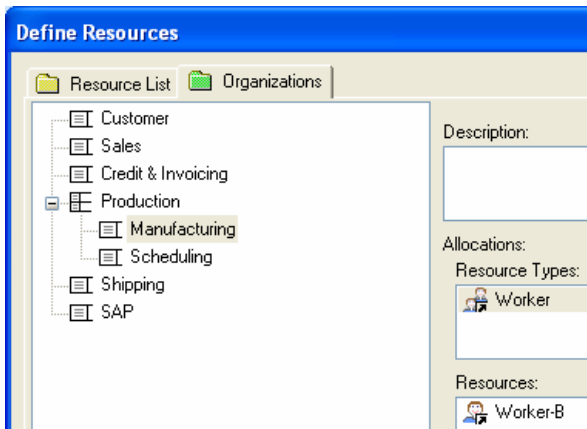 Define Resources
Resource List
Organizations
Customer
Sales
Credit & Invoicing
Production
Manufacturing
Scheduling
Shipping
SAP
Description:
Allocations:
Resource Types:
Worker
Resources:
Worker-B